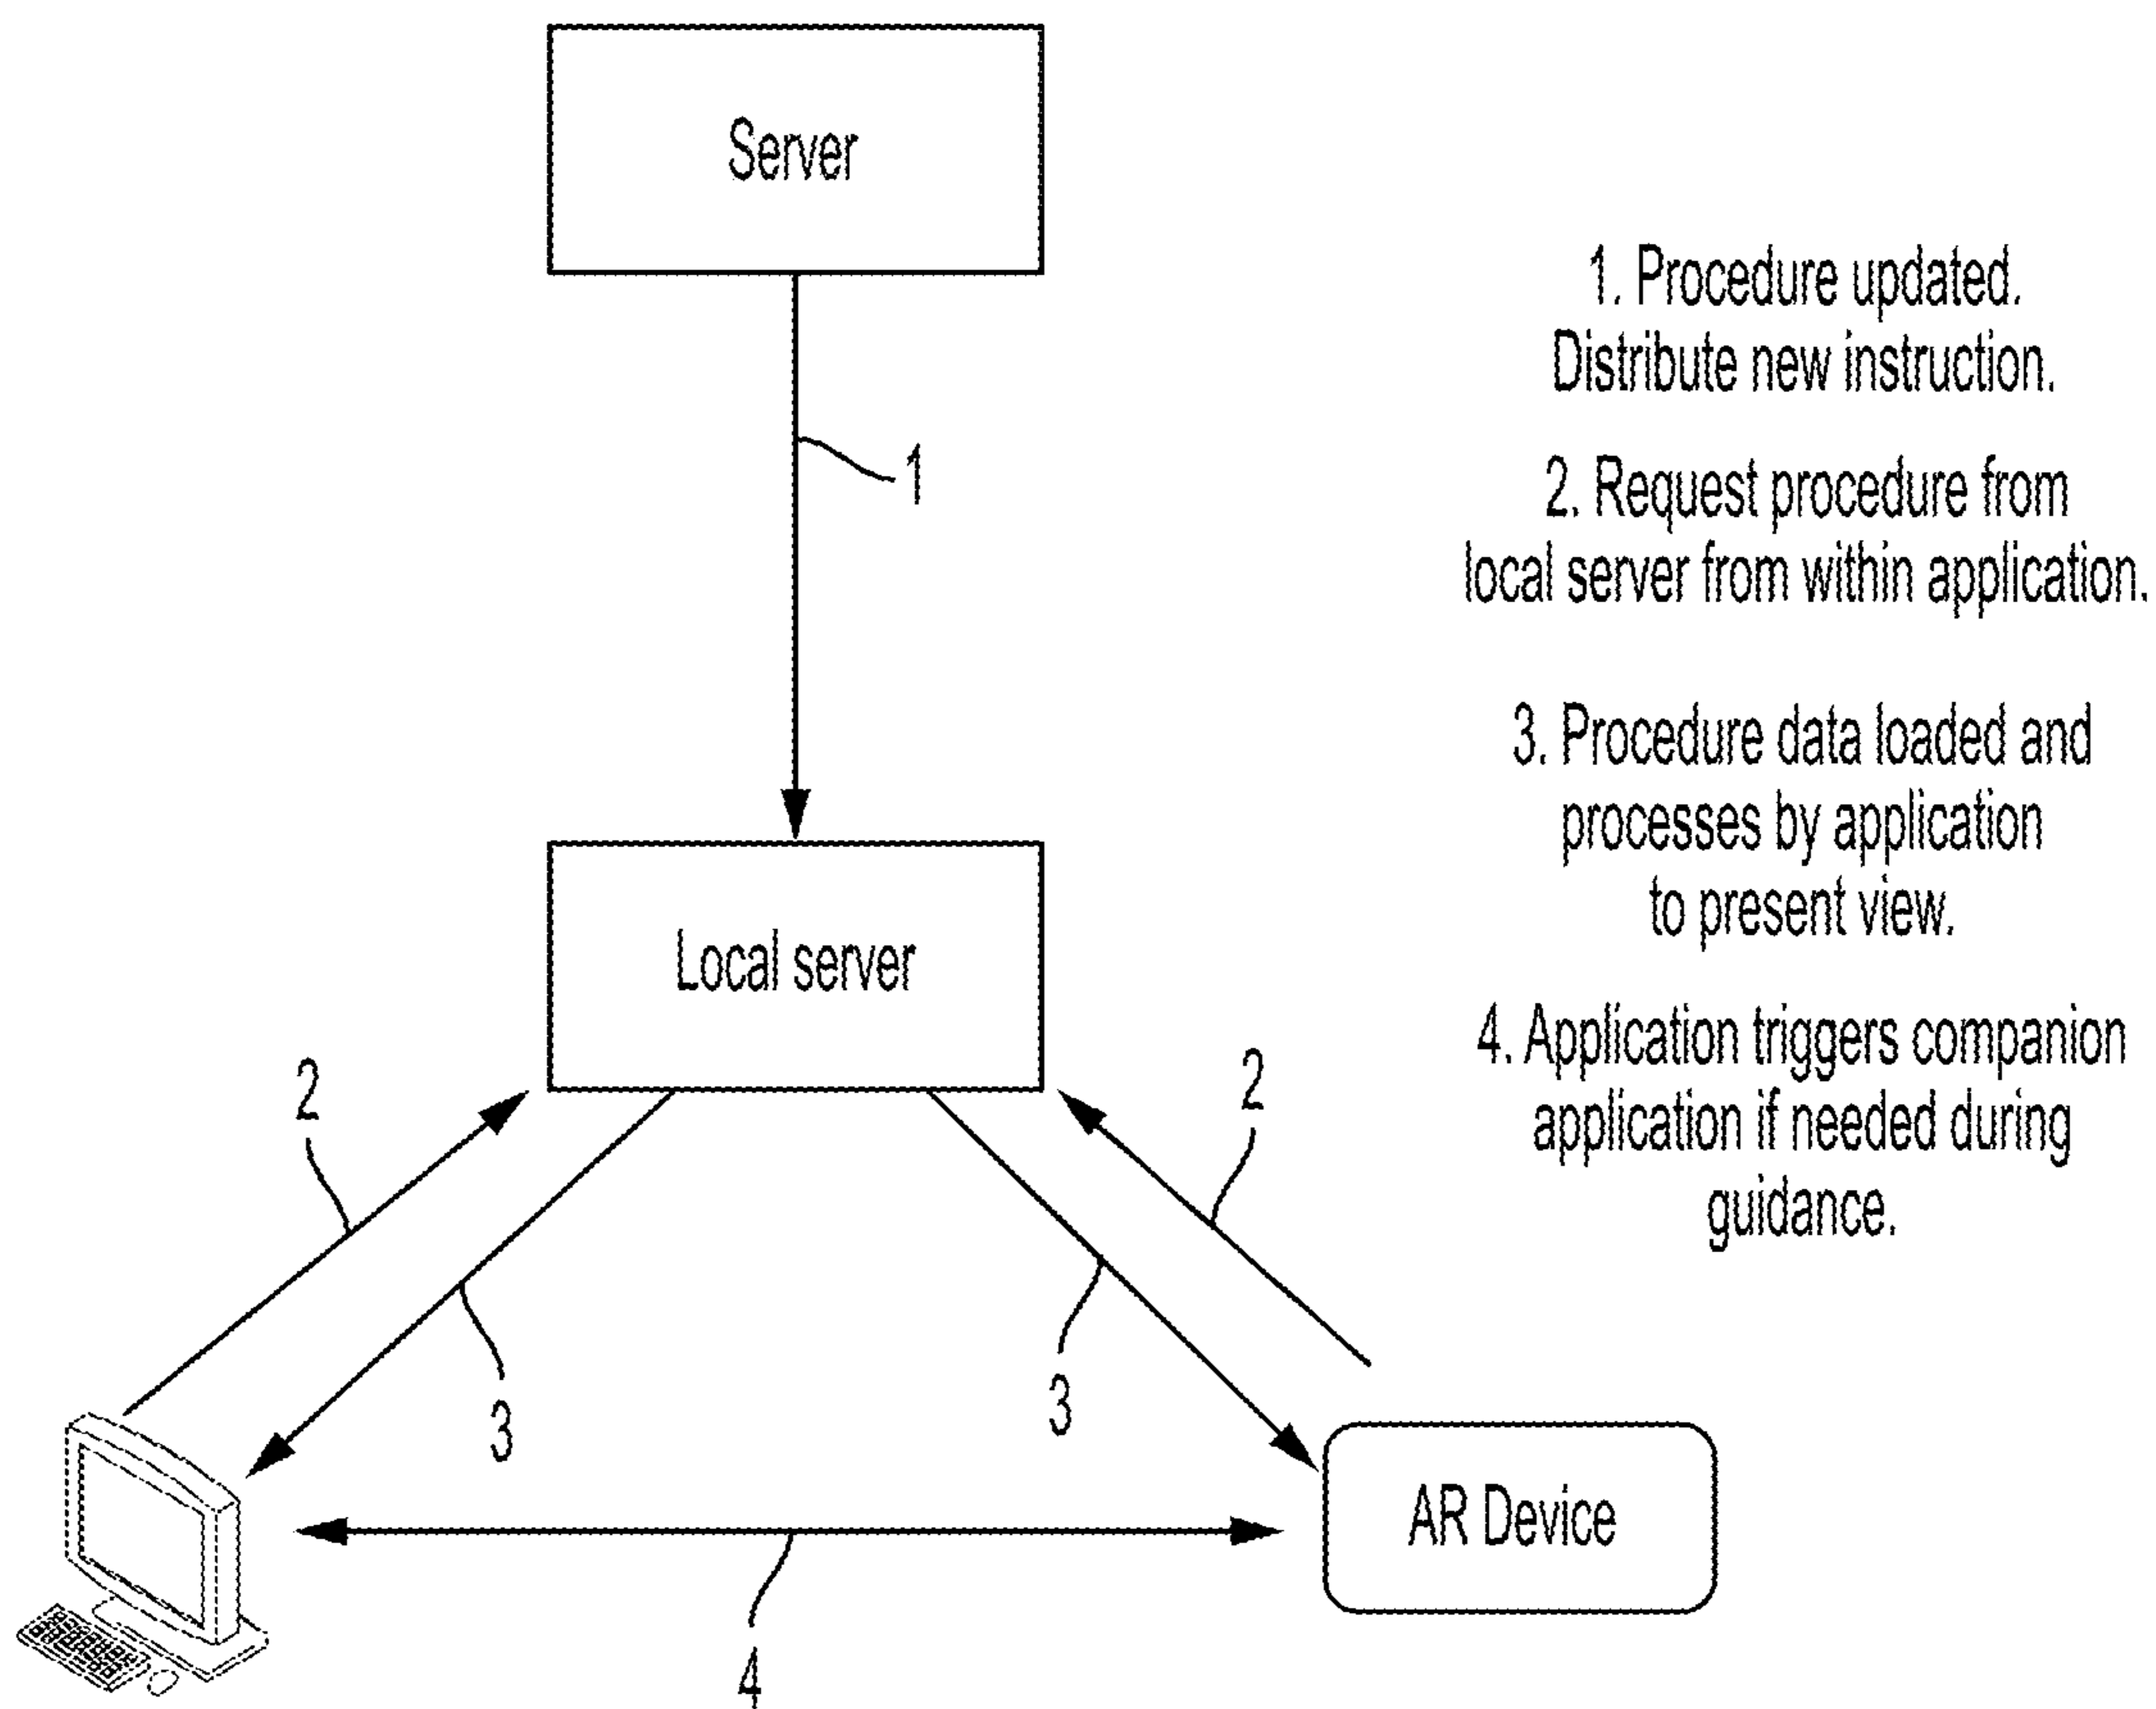 Server
1. Procedure updated.
Distribute new instruction.
1
2. Request procedure from
local server from within application.
3. Procedure data loaded and
processes by application
to present view.
Local server
4. Application triggers companion
application if needed during
guidance.
2
2
3
3
AR Device
4